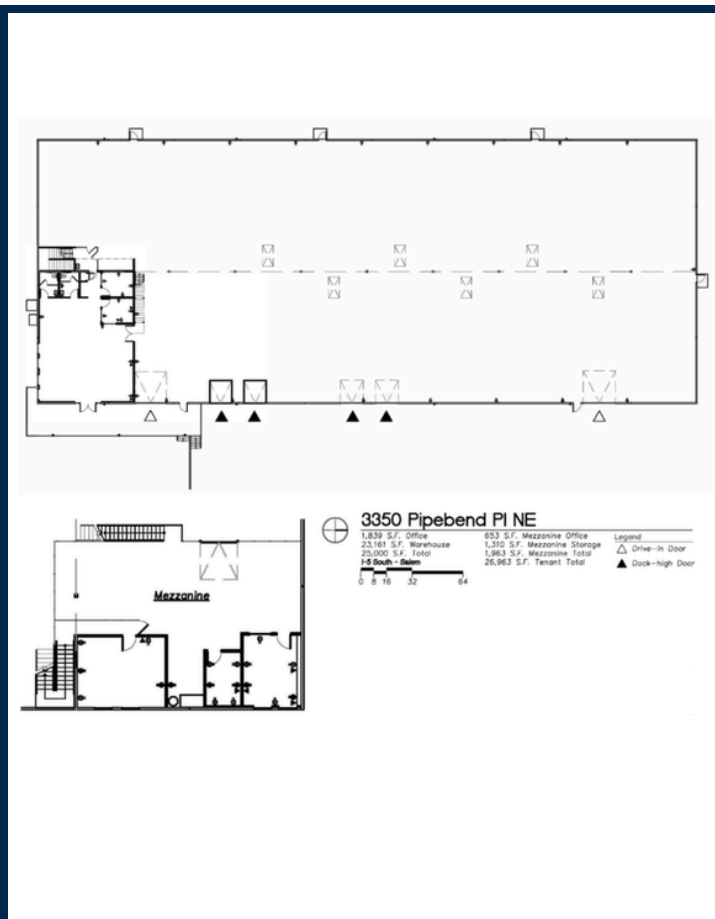 3350 Pipebend Pl NE
1,839 S.F. Office
23,161 S.F. Warehouse
25,000 S.F. Total
I-5 South - Salem
0 8 16 32 64
653 S.F. Mezzanine Office
1,310 S.F. Mezzanine Storage
1,963 S.F. Mezzanine Total
26,963 S.F. Tenant Total
Legend
Drive-in Door
Dock-high Door
Mezzanine